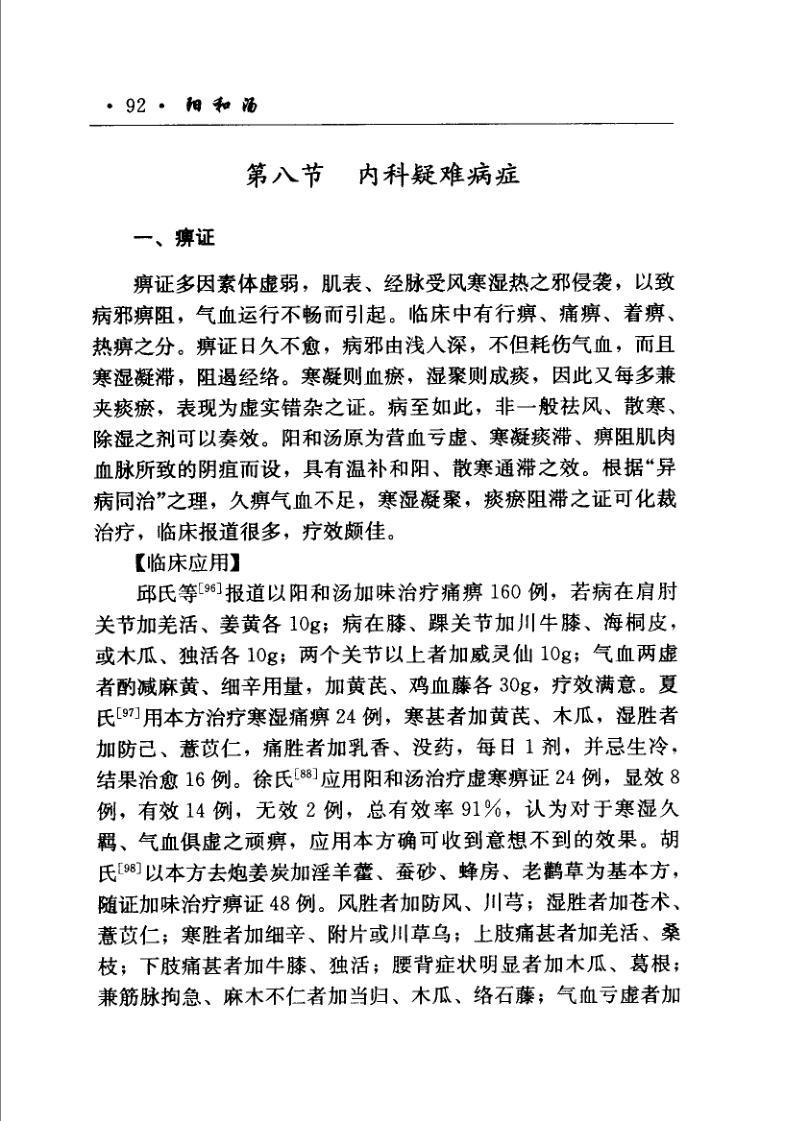 · 92 · 阳和汤
第八节 内科疑难病症
一、痹证
痹证多因素体虚弱，肌表、经脉受风寒湿热之邪侵袭，以致
病邪痹阻，气血运行不畅而引起。临床中有行痹、痛痹、着痹、
热痹之分。痹证日久不愈，病邪由浅入深，不但耗伤气血，而且
寒湿凝滞，阻遏经络。寒凝则血瘀，湿聚则成痰，因此又每多兼
夹痰瘀，表现为虚实错杂之证。病至如此，非一般祛风、散寒、
除湿之剂可以奏效。阳和汤原为营血亏虚、寒凝痰滞、痹阻肌肉
血脉所致的阴疽而设，具有温补和阳、散寒通滞之效。根据“异
病同治”之理，久痹气血不足，寒湿凝聚，痰瘀阻滞之证可化裁
治疗，临床报道很多，疗效颇佳。
【临床应用】
邱氏等[96]报道以阳和汤加味治疗痛痹 160 例，若病在肩肘
关节加羌活、姜黄各 10g；病在膝、踝关节加川牛膝、海桐皮，
或木瓜、独活各 10g；两个关节以上者加威灵仙 10g；气血两虚
者酌减麻黄、细辛用量，加黄芪、鸡血藤各 30g，疗效满意。夏
氏[97]用本方治疗寒湿痛痹 24 例，寒甚者加黄芪、木瓜，湿胜者
加防己、薏苡仁，痛胜者加乳香、没药，每日 1 剂，并忌生冷，
结果治愈 16 例。徐氏[88]应用阳和汤治疗虚寒痹证 24 例，显效 8
例，有效 14 例，无效 2 例，总有效率 91%，认为对于寒湿久
羁、气血俱虚之顽痹，应用本方确可收到意想不到的效果。胡
氏[98]以本方去炮姜炭加淫羊藿、蚕砂、蜂房、老鹳草为基本方，
随证加味治疗痹证 48 例。风胜者加防风、川芎；湿胜者加苍术、
薏苡仁；寒胜者加细辛、附片或川草乌；上肢痛甚者加羌活、桑
枝；下肢痛甚者加牛膝、独活；腰背症状明显者加木瓜、葛根；
兼筋脉拘急、麻木不仁者加当归、木瓜、络石藤；气血亏虚者加